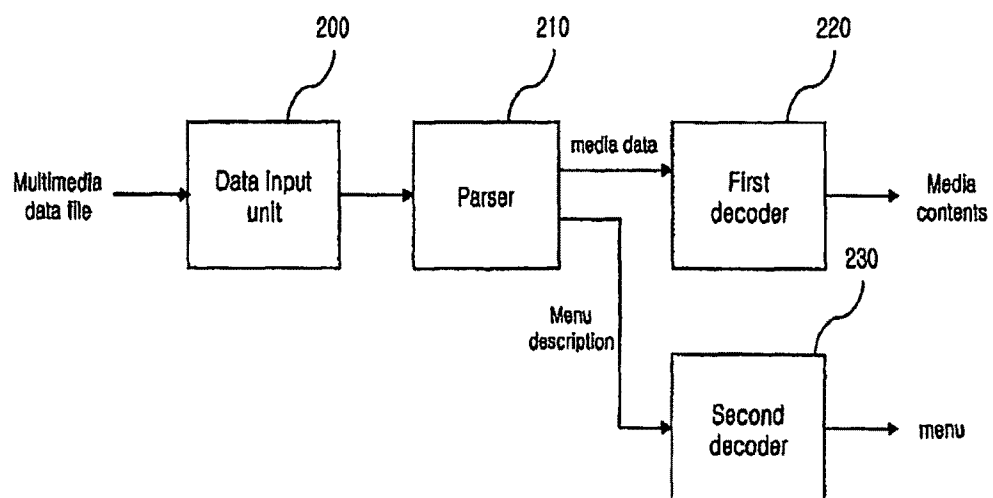 200
210
220
Multimedia
data file
Data input
unit
Parser
media data
First
decoder
Media
contents
230
Menu
description
Second
decoder
menu